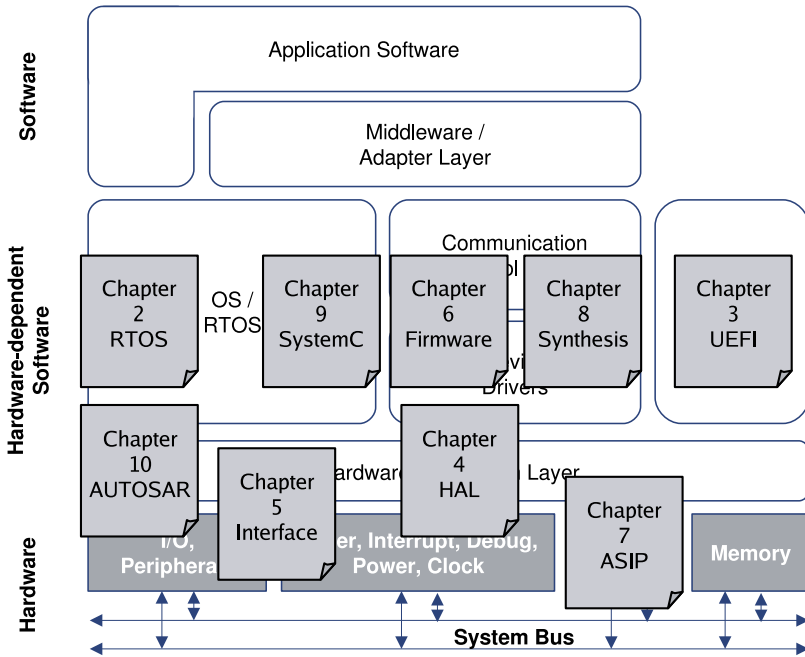 Software
Application Software
Middleware /
Adapter Layer
Hardware-dependent
Software
Communication
OS /
RTOS
Drivers
Chapter
2
RTOS
Chapter
9
SystemC
Chapter
6
Firmware
Chapter
8
Synthesis
Chapter
3
UEFI
Layer
Chapter
10
AUTOSAR
Chapter
5
Interface
Chapter
4
HAL
Chapter
7
ASIP
Hardware
I/O,
Interrupt, Debug,
Power, Clock
Memory
System Bus